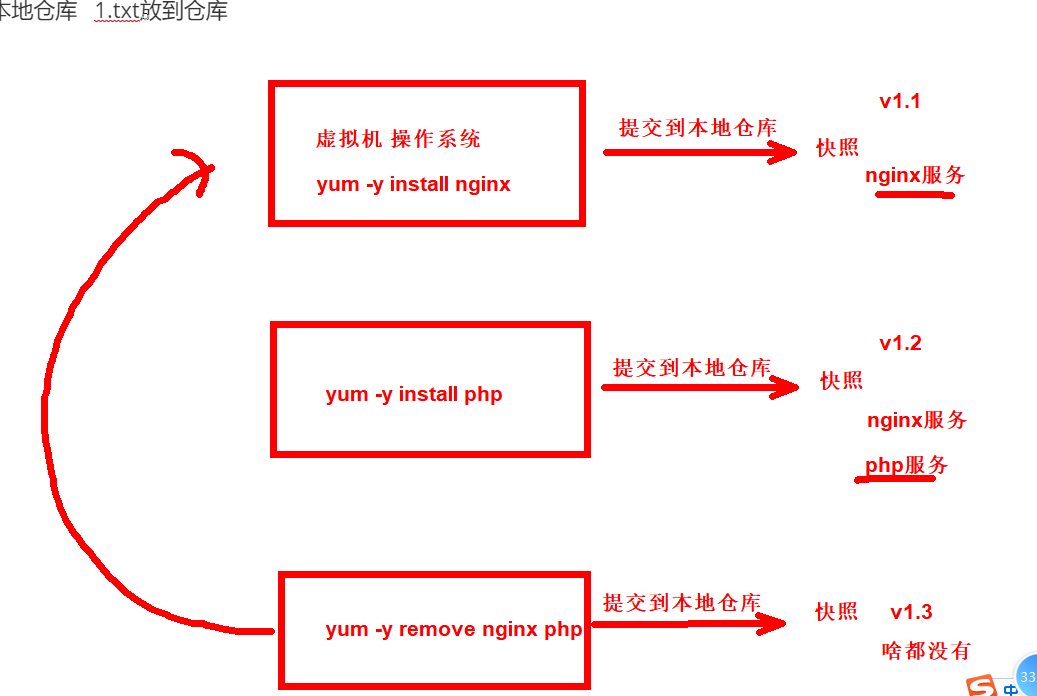 本地仓库 1.txt放到仓库
v1.1
提交到本地仓库
快照
虚拟机 操作系统
yum -y install nginx
nginx服务
v1.2
提交到本地仓库
快照
yum -y install php
nginx服务
php服务
提交到本地仓库
快照 v1.3
yum -y remove nginx php
啥都没有
33
中